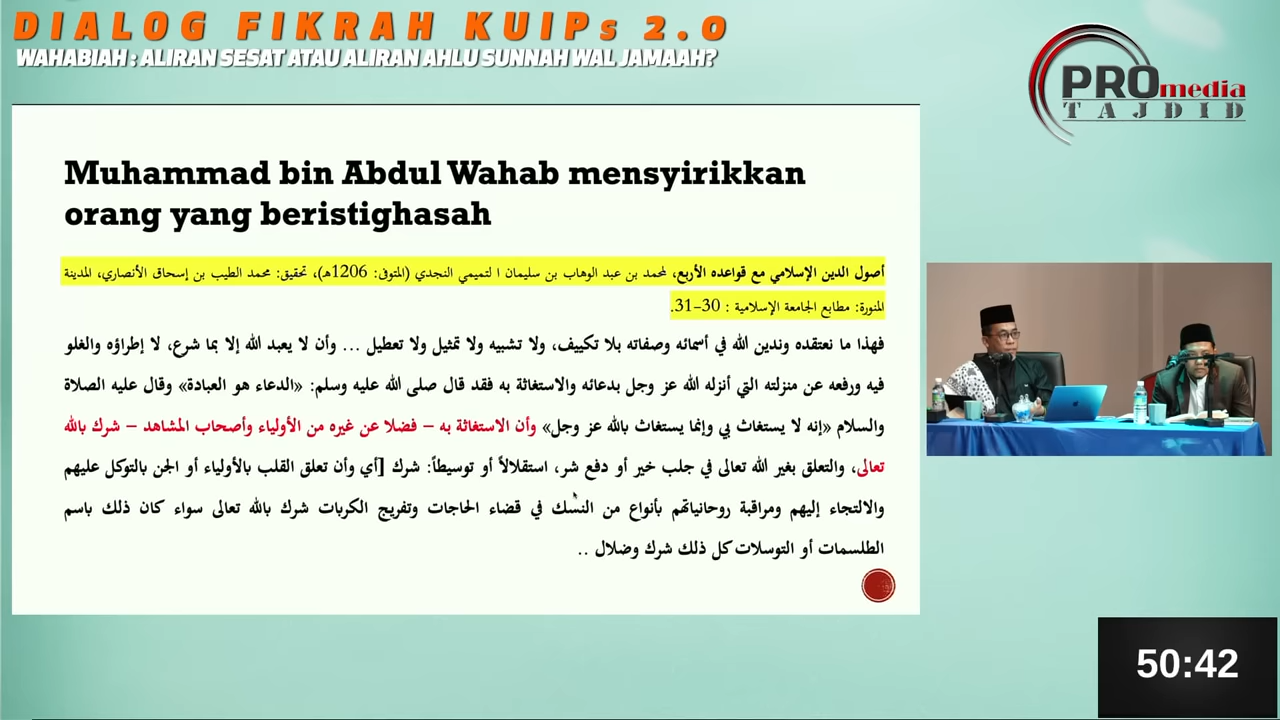 DIALOG FIKRAH KUIPs 2.0
WAHABIAH : ALIRAN SESAT ATAU ALIRAN AHLU SUNNAH WAL JAMAAH?
PROmedia
TAJDID
Muhammad bin Abdul Wahab mensyirikkan
orang yang beristighasah
أصول الدين الإسلامي مع قواعده الأربع، لمحمد بن عبد الوهاب بن سليمان ا لتميمي النجدي (المتوفى: 1206هـ)، تحقيق: محمد الطيب بن إسحاق الأنصاري، المدينة
المنورة: مطابع الجامعة الإسلامية : 30-31.
فهذا ما نعتقده وندين الله في أسمائه وصفاته بلا تكييف، ولا تشبيه ولا تمثيل ولا تعطيل ... وأن لا يعبد الله إلا بما شرع، لا إطراؤه والغلو
فيه ورفعه عن منزلته التي أنزله الله عز وجل بدعائه والاستغاثة به فقد قال صلى الله عليه وسلم: «الدعاء هو العبادة» وقال عليه الصلاة
والسلام «إنه لا يستغاث بي وإنما يستغاث بالله عز وجل» وأن الاستغاثة به – فضلا عن غيره من الأولياء وأصحاب المشاهد – شرك بالله
تعالى، والتعلق بغير الله تعالى في جلب خير أو دفع شر، استقلالاً أو توسيطاً: شرك [أي وأن تعلق القلب بالأولياء أو الجن بالتوكل عليهم
والالتجاء إليهم ومراقبة روحانياتهم بأنواع من النسك في قضاء الحاجات وتفريج الكربات شرك بالله تعالى سواء كان ذلك باسم
الطلسمات أو التوسلات كل ذلك شرك وضلال ..
50:42